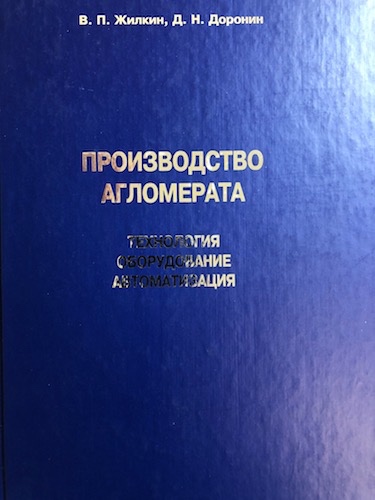 В. П. Жилкин, Д. Н. Доронин
ПРОИЗВОДСТВО
АГЛОМЕРАТА
ТЕХНОЛОГИЯ
ОБОРУДОВАНИЕ
АВТОМАТИЗАЦИЯ